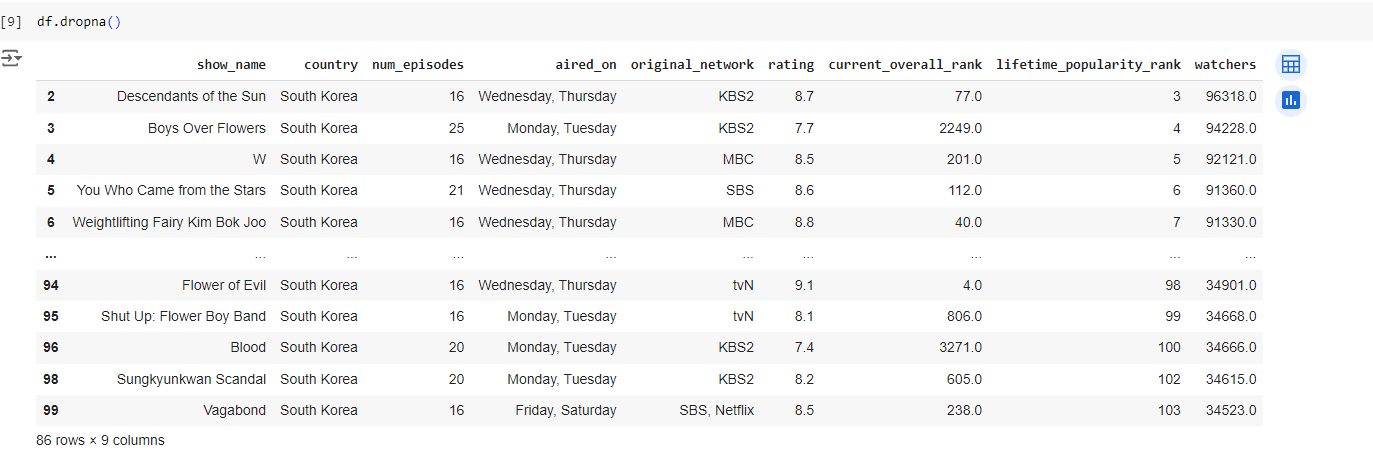 [9] df.dropna()
show_name country num_episodes aired_on original_network rating current_overall_rank lifetime_popularity_rank watchers
2 Descendants of the Sun South Korea 16 Wednesday, Thursday KBS2 8.7 77.0 3 96318.0
3 Boys Over Flowers South Korea 25 Monday, Tuesday KBS2 7.7 2249.0 4 94228.0
4 W South Korea 16 Wednesday, Thursday MBC 8.5 201.0 5 92121.0
5 You Who Came from the Stars South Korea 21 Wednesday, Thursday SBS 8.6 112.0 6 91360.0
6 Weightlifting Fairy Kim Bok Joo South Korea 16 Wednesday, Thursday MBC 8.8 40.0 7 91330.0
... ... ... ... ... ... ... ... ... ...
94 Flower of Evil South Korea 16 Wednesday, Thursday tvN 9.1 4.0 98 34901.0
95 Shut Up: Flower Boy Band South Korea 16 Monday, Tuesday tvN 8.1 806.0 99 34668.0
96 Blood South Korea 20 Monday, Tuesday KBS2 7.4 3271.0 100 34666.0
98 Sungkyunkwan Scandal South Korea 20 Monday, Tuesday KBS2 8.2 605.0 102 34615.0
99 Vagabond South Korea 16 Friday, Saturday SBS, Netflix 8.5 238.0 103 34523.0
86 rows × 9 columns